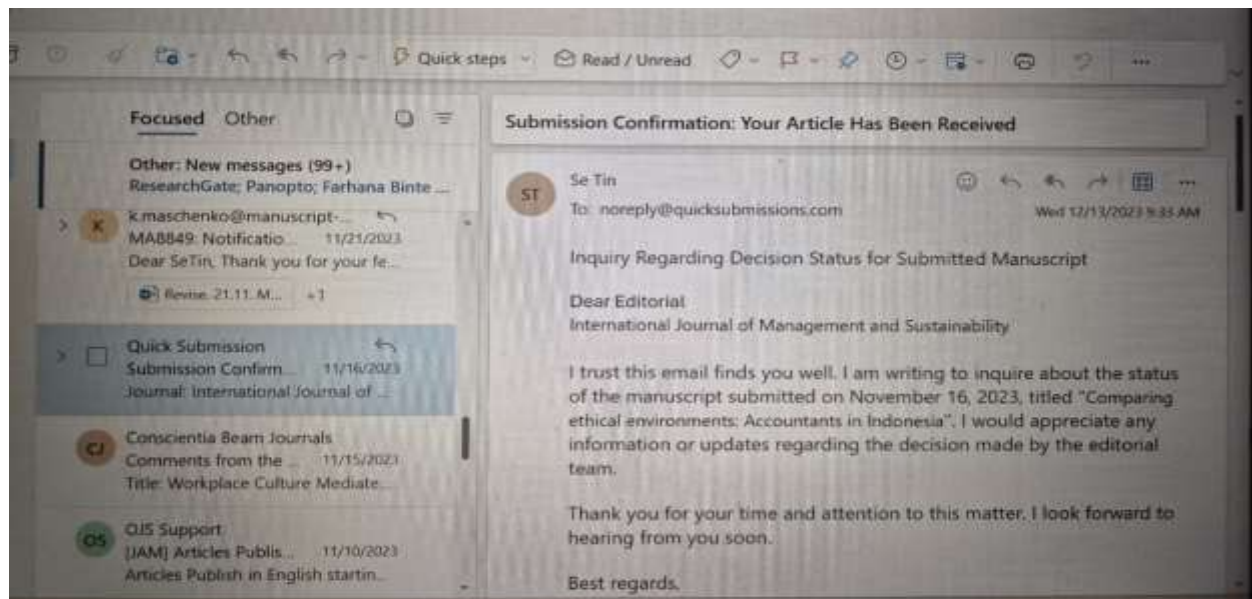 Quick steps
Read / Unread
Focused Other
Other: New messages (99+)
ResearchGate; Panopto; Farhana Binte ...
K
k.maschenko@manuscript-...
MA8849: Notificatio... 11/21/2023
Dear SeTin, Thank you for your fe...
Revise. 21.11. M... +1
Quick Submission
Submission Confirm... 11/16/2023
Journal: International Journal of ...
CJ
Conscientia Beam Journals
Comments from the ... 11/15/2023
Title: Workplace Culture Mediate...
OS
OJS Support
[JAM] Articles Publis... 11/10/2023
Articles Publish in English startin...
Submission Confirmation: Your Article Has Been Received
ST
Se Tin
To: noreply@quicksubmissions.com
Wed 12/13/2023 9:33 AM
Inquiry Regarding Decision Status for Submitted Manuscript
Dear Editorial
International Journal of Management and Sustainability
I trust this email finds you well. I am writing to inquire about the status
of the manuscript submitted on November 16, 2023, titled "Comparing
ethical environments: Accountants in Indonesia". I would appreciate any
information or updates regarding the decision made by the editorial
team.
Thank you for your time and attention to this matter. I look forward to
hearing from you soon.
Best regards,